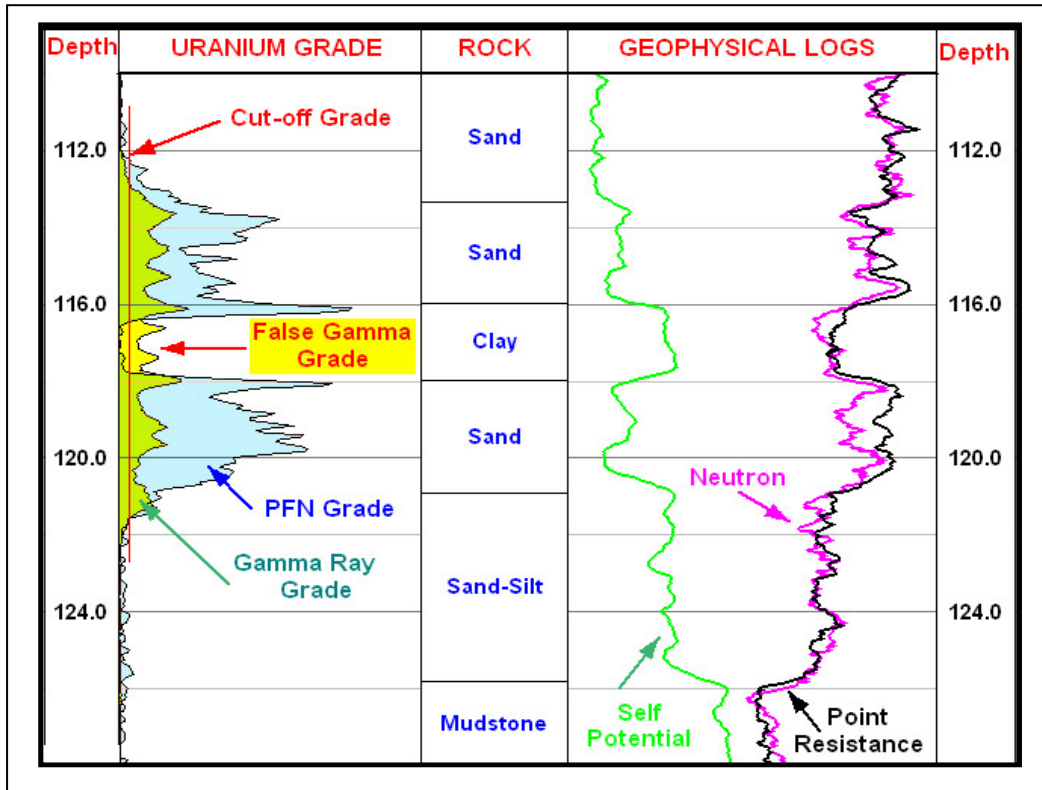 Depth
URANIUM GRADE
ROCK
GEOPHYSICAL LOGS
Depth
Cut-off Grade
112.0
Sand
112.0
Sand
116.0
116.0
False Gamma
Grade
Clay
120.0
Sand
120.0
Neutron
PFN Grade
Gamma Ray
Grade
Sand-Silt
124.0
124.0
Self
Potential
Point
Resistance
Mudstone